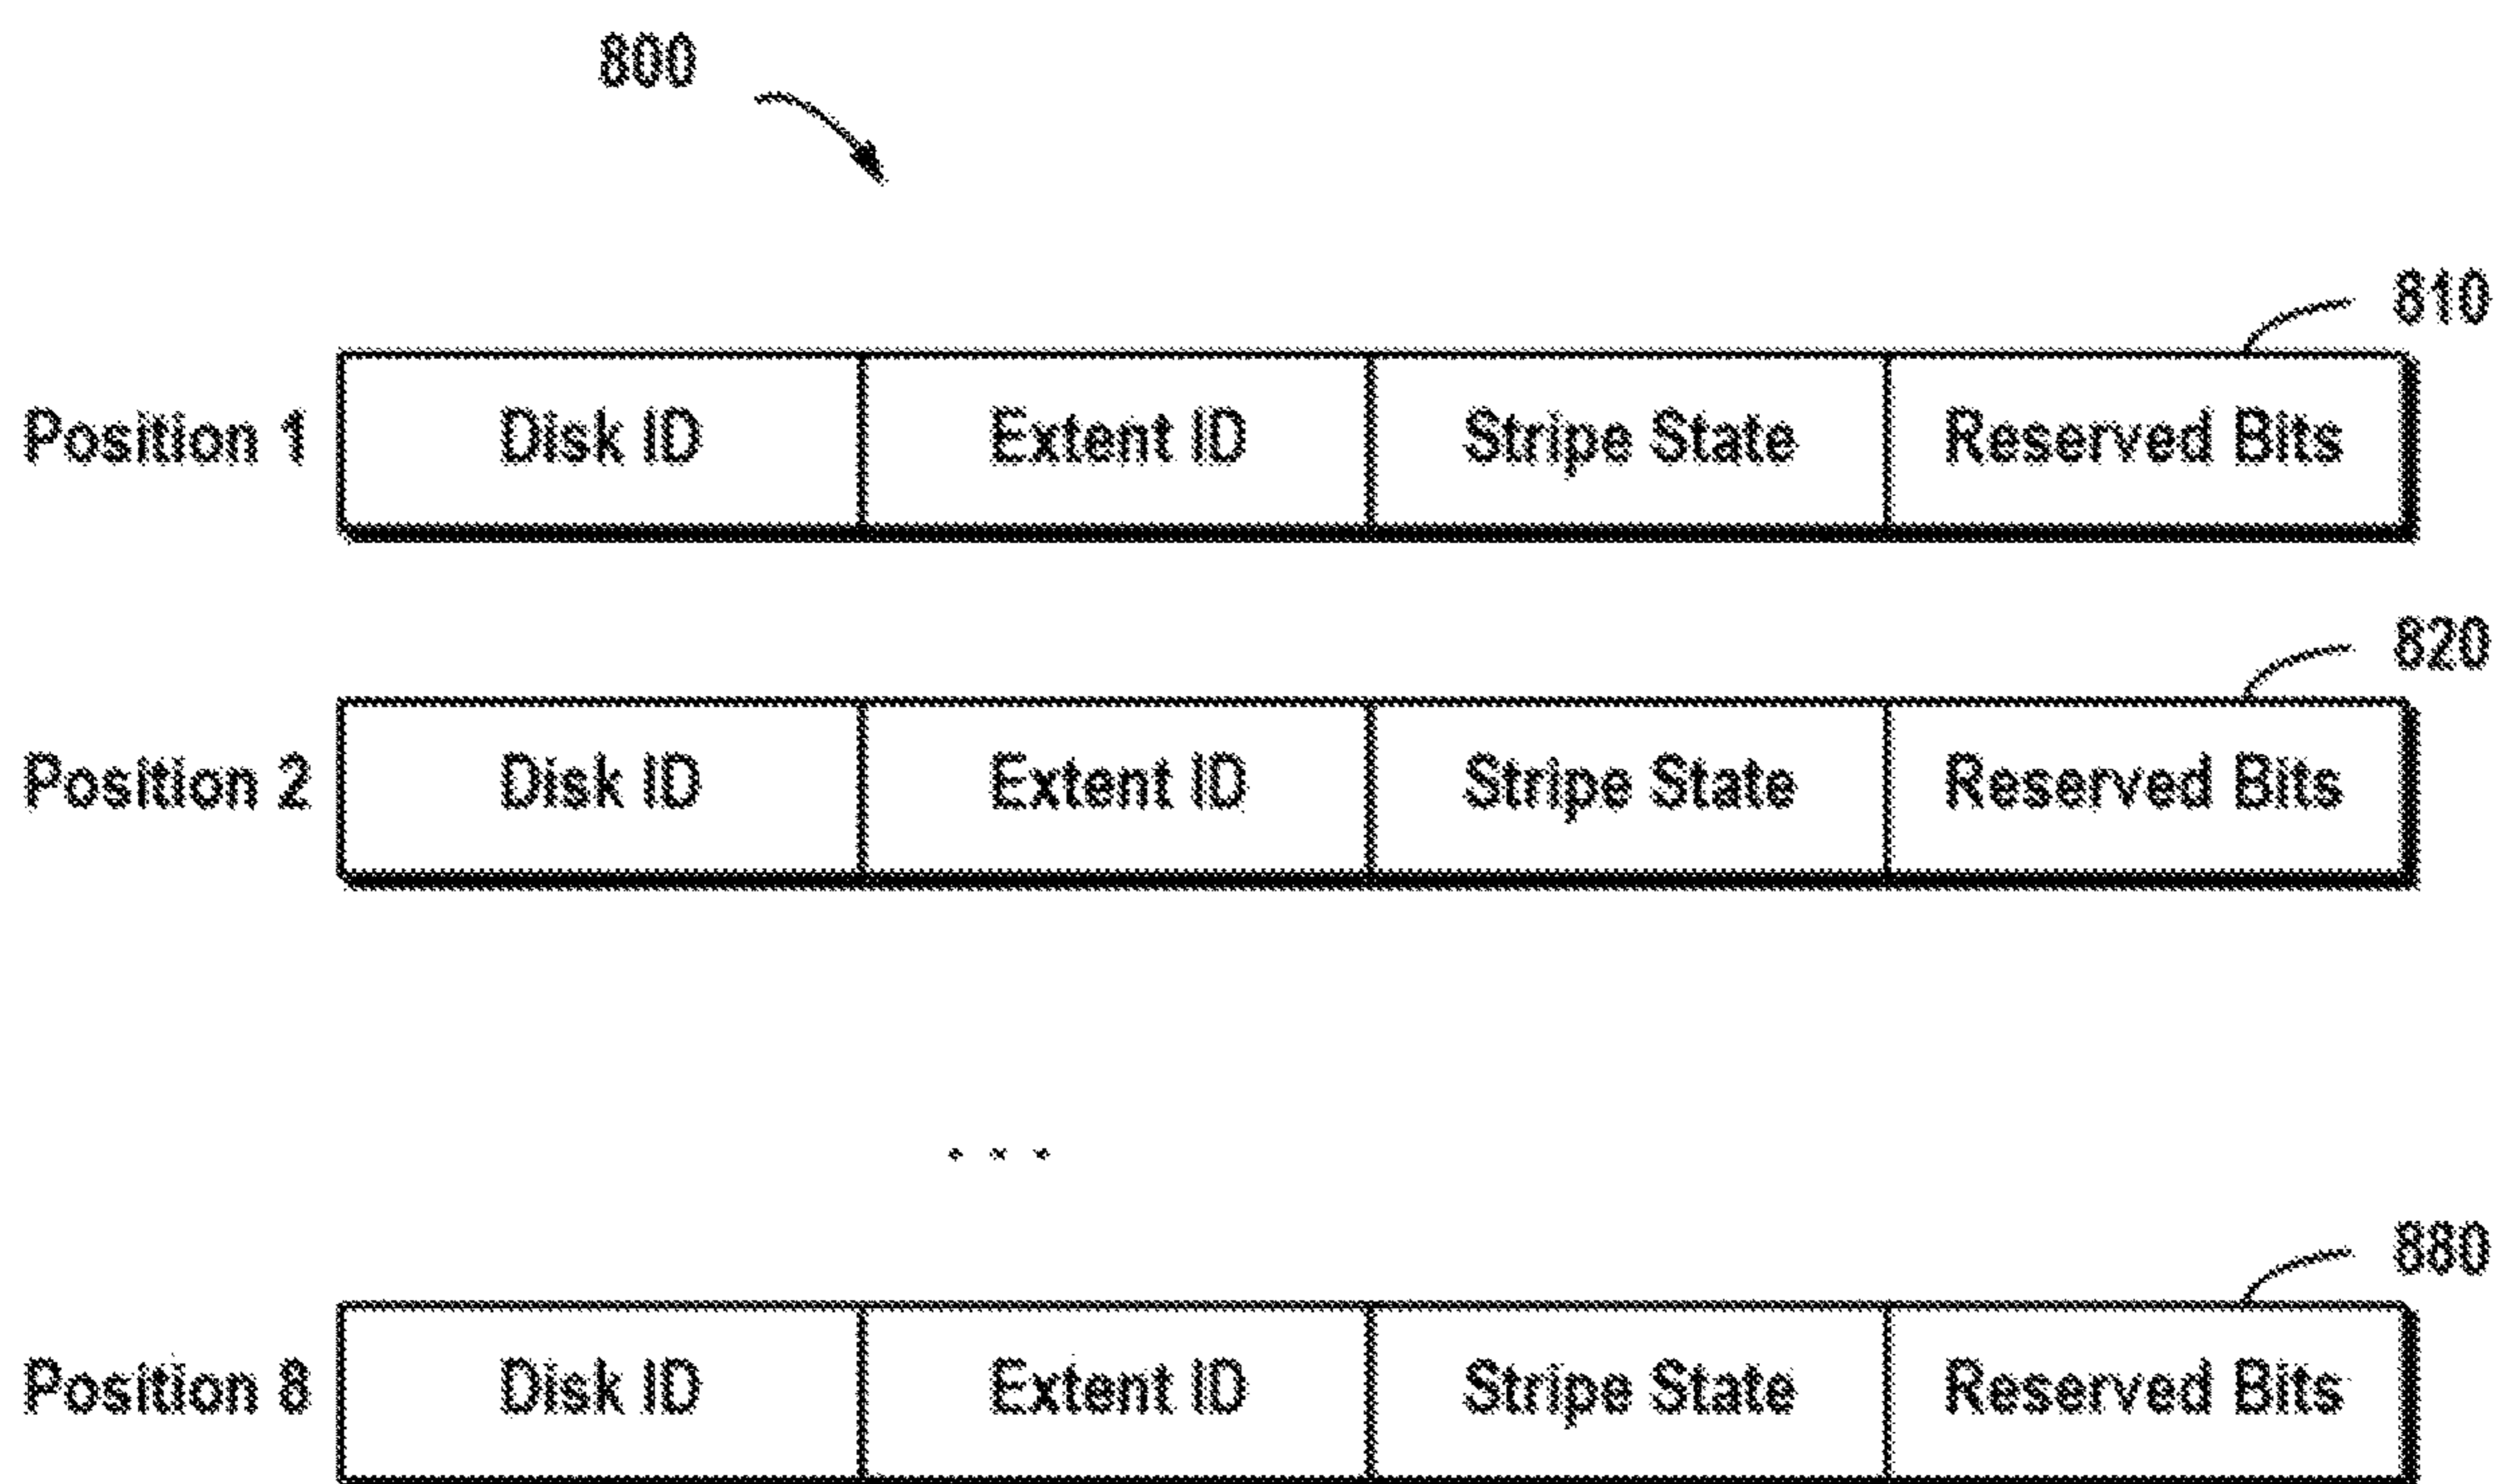 800
810
Position 1 Disk ID Extent ID Stripe State Reserved Bits
820
Position 2 Disk ID Extent ID Stripe State Reserved Bits
. . .
880
Position 8 Disk ID Extent ID Stripe State Reserved Bits